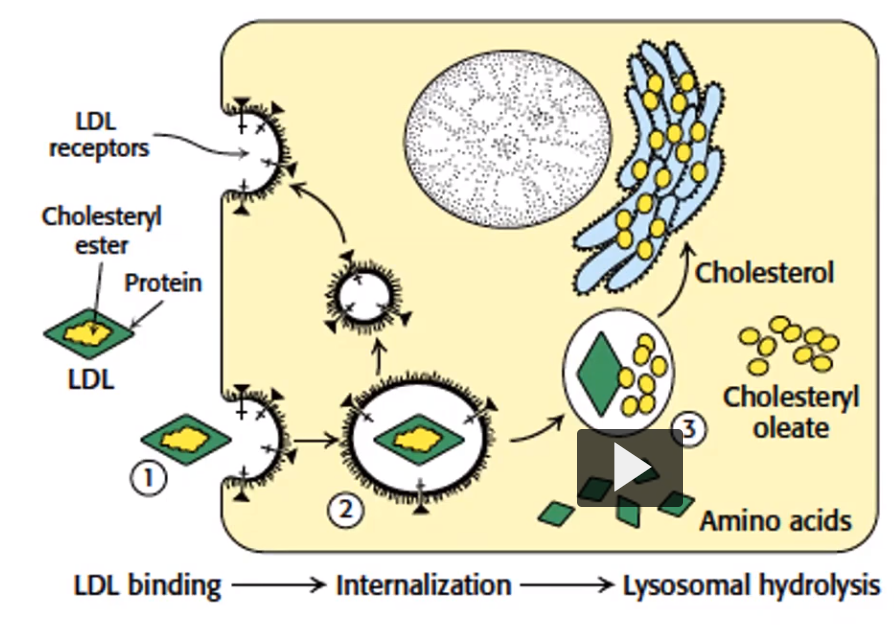 LDL
receptors
Cholesteryl
ester
Protein
LDL
1
2
Cholesterol
Cholesteryl
oleate
3
Amino acids
LDL binding → Internalization → Lysosomal hydrolysis